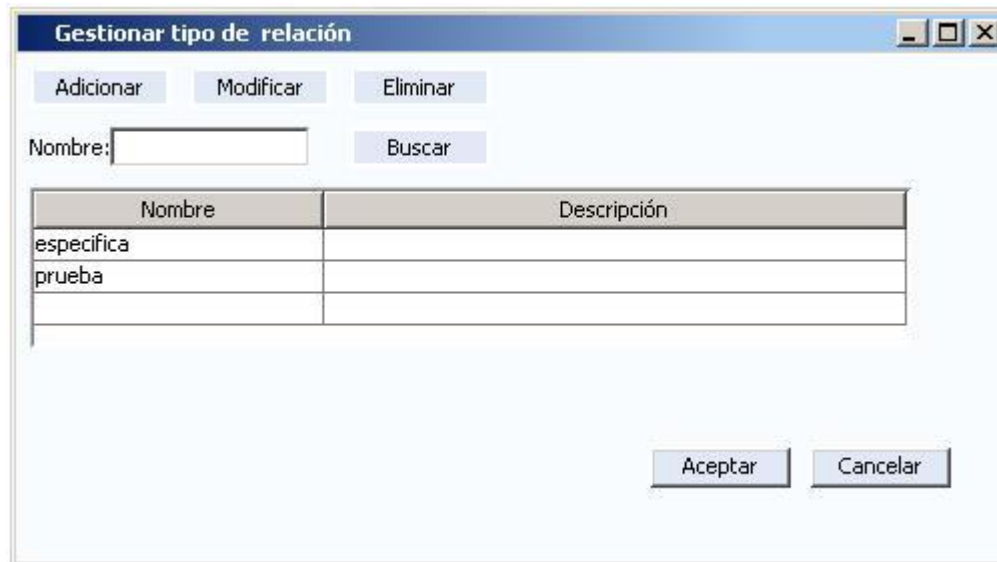 Gestionar tipo de relación
Adicionar Modificar Eliminar
Nombre: Buscar
Nombre Descripción
especifica
prueba
Aceptar Cancelar